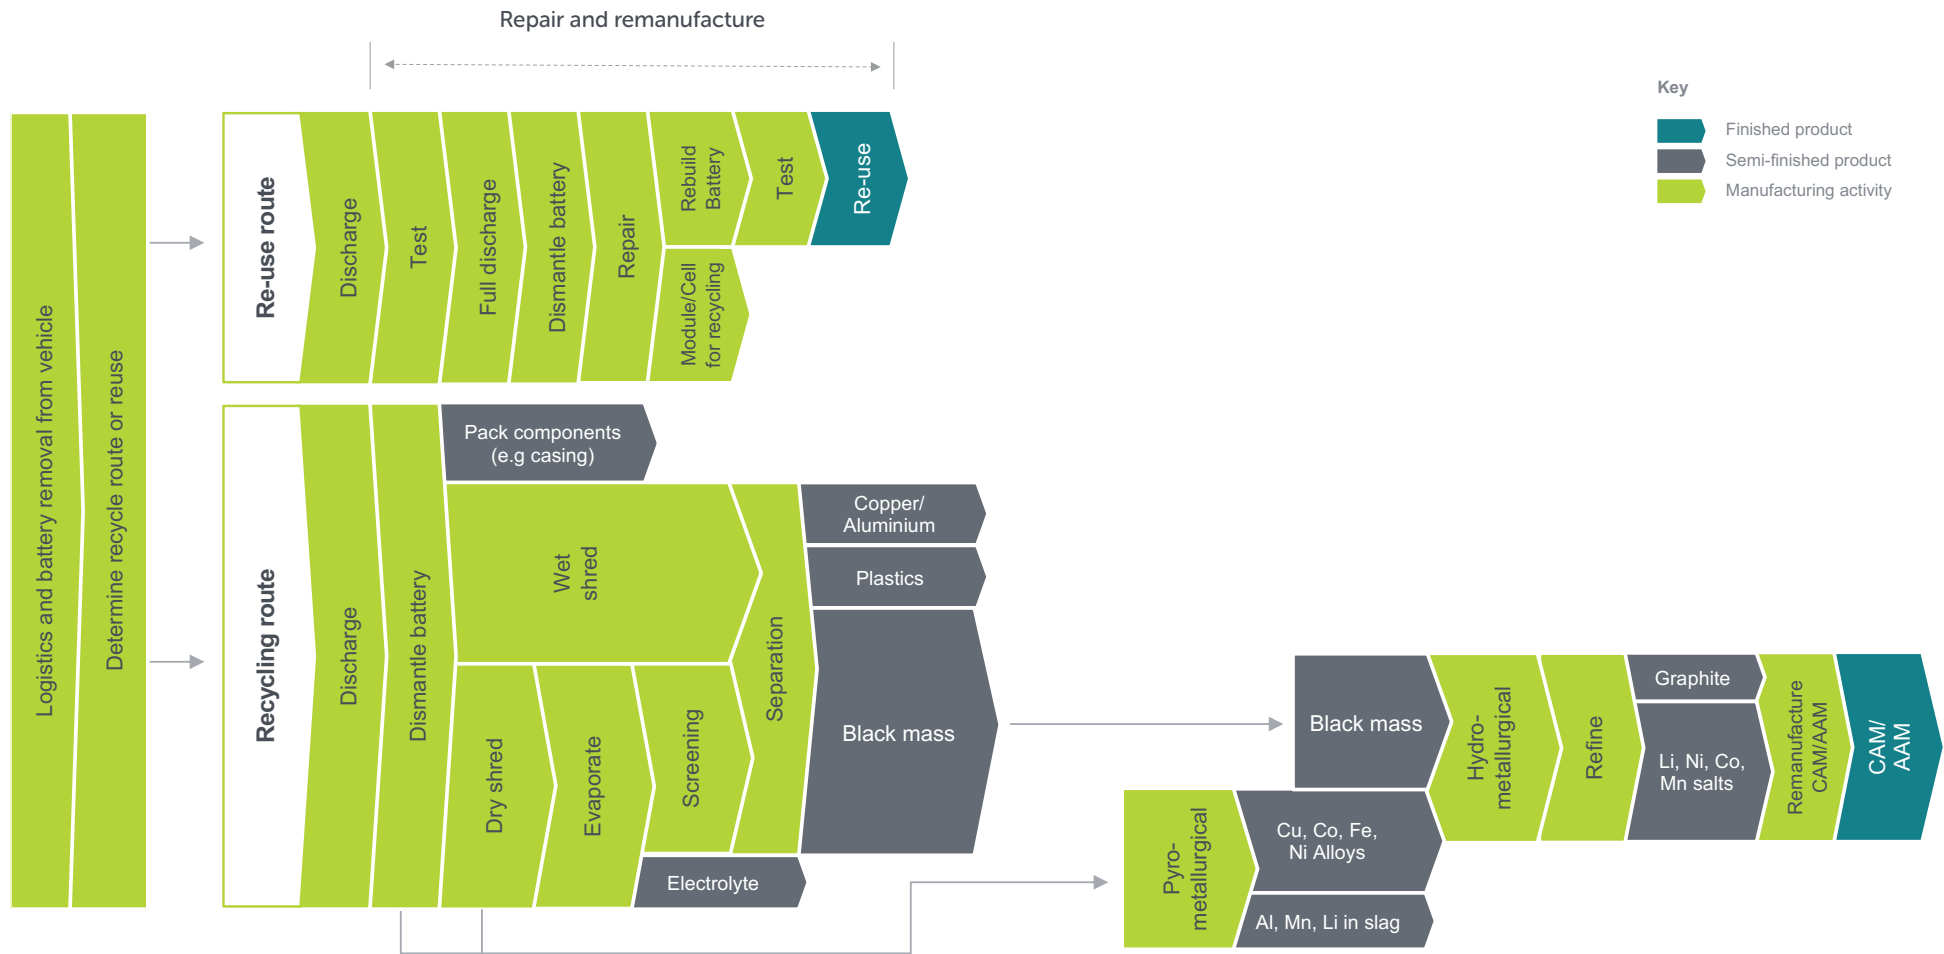 Repair and remanufacture
Key
Finished product
Semi-finished product
Manufacturing activity
Logistics and battery removal from vehicle
Determine recycle route or reuse
Re-use route
Discharge
Test
Full discharge
Dismantle battery
Repair
Rebuild
Battery
Test
Re-use
Module/Cell
for recycling
Recycling route
Discharge
Dismantle battery
Pack components
(e.g casing)
Wet
shred
Dry shred
Evaporate
Screening
Electrolyte
Separation
Copper/
Aluminium
Plastics
Black mass
Pyro-
metallurgical
Black mass
Cu, Co, Fe,
Ni Alloys
Al, Mn, Li in slag
Hydro-
metallurgical
Refine
Graphite
Li, Ni, Co,
Mn salts
Remanufacture
CAM/AAM
CAM/
AAM